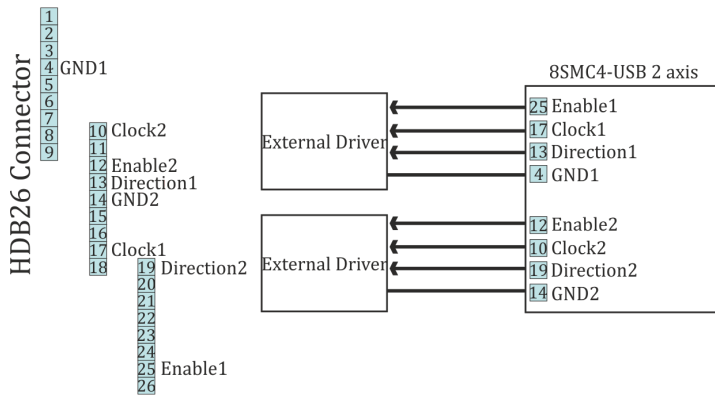 HDB26 Connector
1
2
3
4 GND1
5
6
7
8
9
10 Clock2
11
12 Enable2
13 Direction1
14 GND2
15
16
17 Clock1
18
19 Direction2
20
21
22
23
24
25 Enable1
26
External Driver
External Driver
8SMC4-USB 2 axis
25 Enable1
17 Clock1
13 Direction1
4 GND1
12 Enable2
10 Clock2
19 Direction2
14 GND2